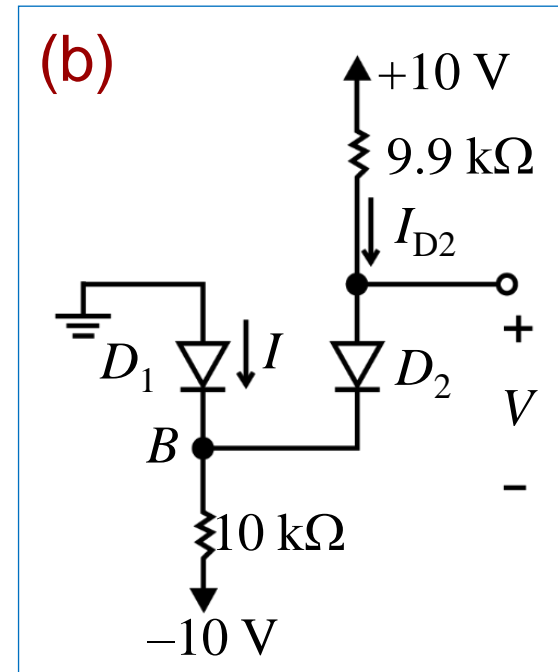 (b)
+10 V
9.9 kΩ
I_D2
D_1
I
D_2
+
V
B
–
10 kΩ
–10 V